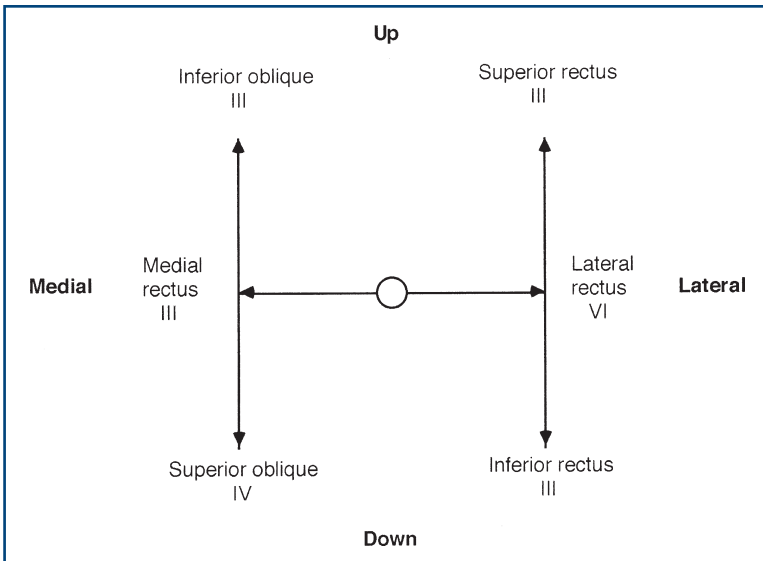 Up
Inferior oblique
III
Superior rectus
III
Medial
Medial
rectus
III
Lateral
rectus
VI
Lateral
Superior oblique
IV
Inferior rectus
III
Down